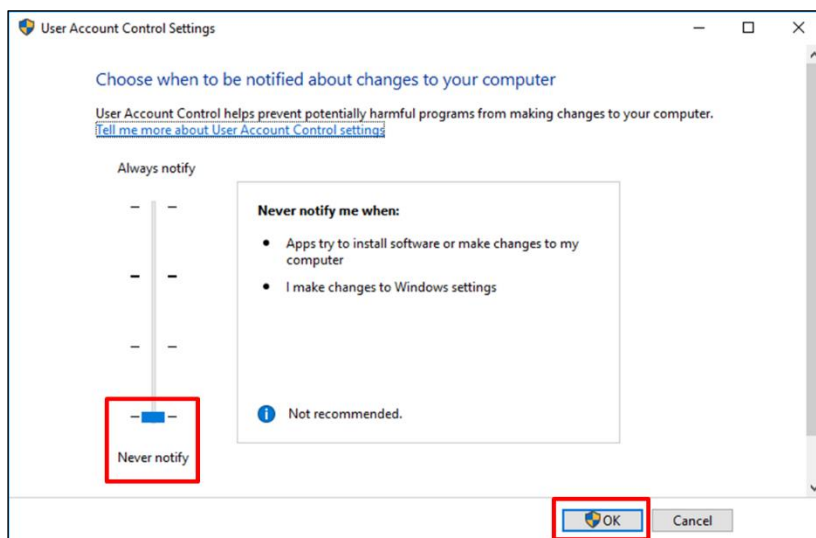 User Account Control Settings
Choose when to be notified about changes to your computer
User Account Control helps prevent potentially harmful programs from making changes to your computer.
Tell me more about User Account Control settings
Always notify
Never notify me when:
Apps try to install software or make changes to my
computer
I make changes to Windows settings
Not recommended.
Never notify
OK
Cancel